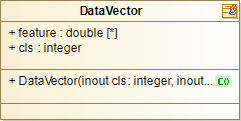 DataVector
+ feature : double [*]
+ cls : integer
+ DataVector(inout cls: integer, inout...